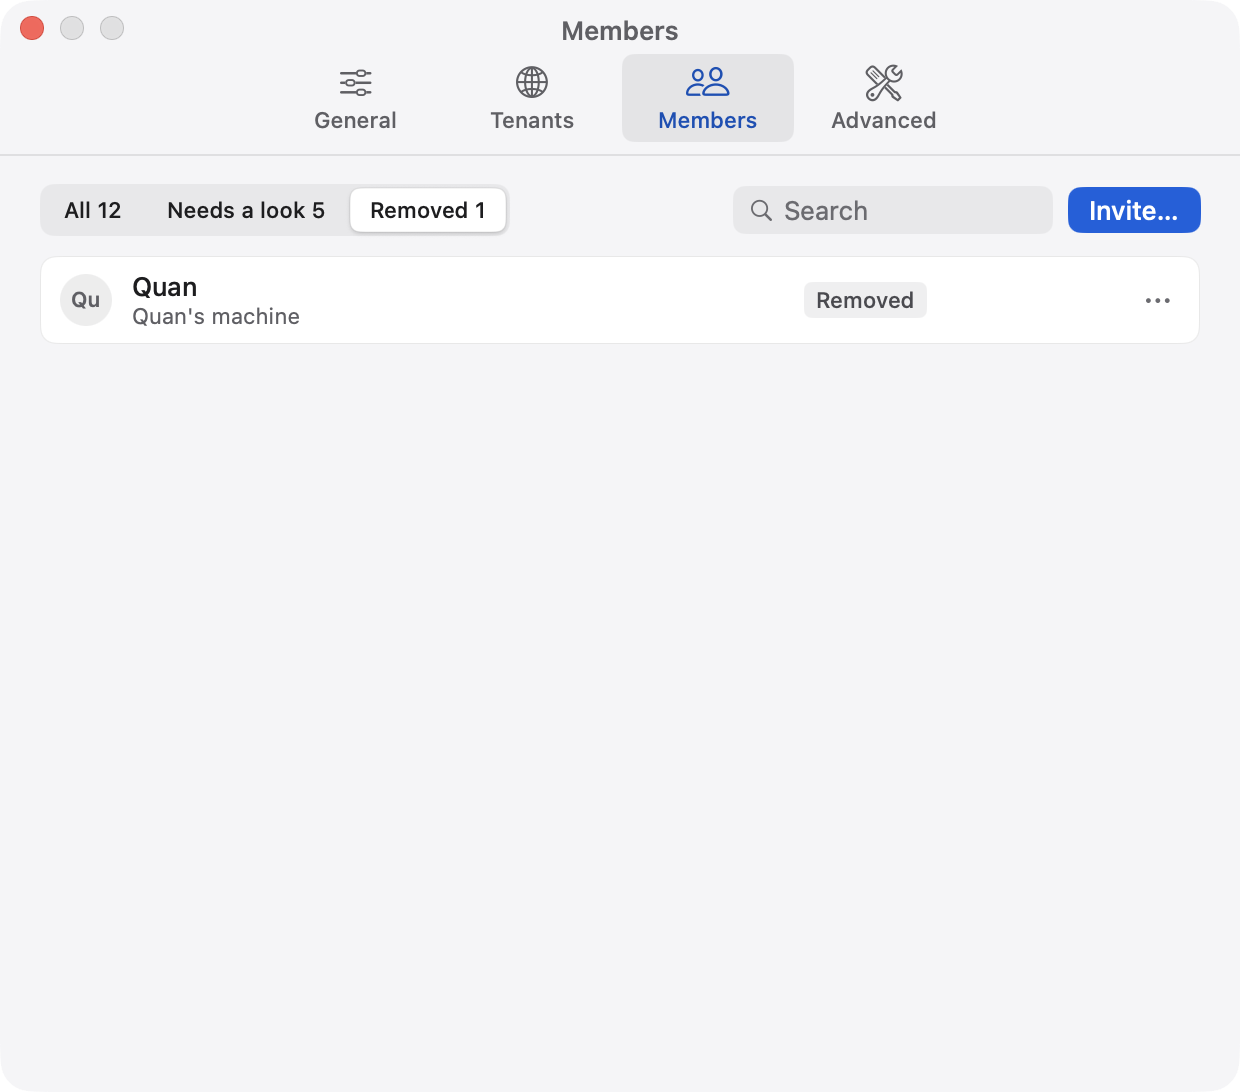 Members
General
Tenants
Members
Advanced
All 12
Needs a look 5
Removed 1
Search
Invite...
Qu
Quan
Quan's machine
Removed